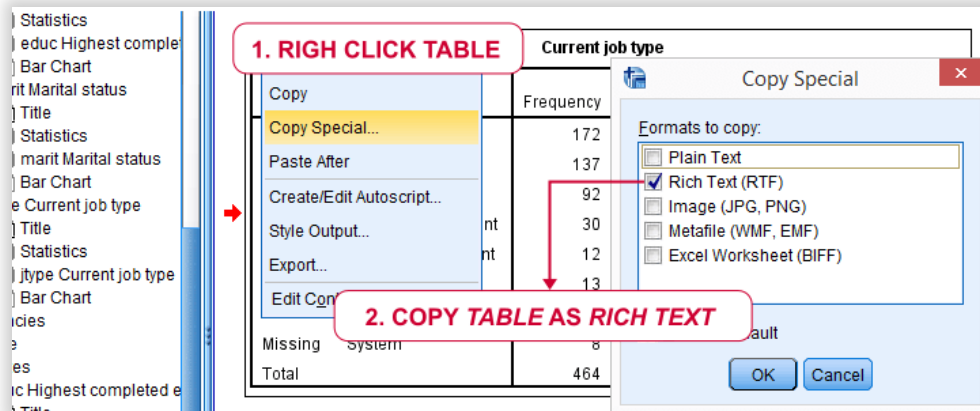 Statistics
educ Highest complet
Bar Chart
rit Marital status
Title
Statistics
marit Marital status
Bar Chart
e Current job type
Title
Statistics
jtype Current job type
Bar Chart
cies
e
es
uc Highest completed e
Title
1. RIGH CLICK TABLE
Current job type
Copy
Copy Special...
Paste After
Create/Edit Autoscript...
Style Output...
Export...
Edit Con
Frequency
172
137
92
nt 30
nt 12
13
Missing System 8
Total 464
2. COPY TABLE AS RICH TEXT
Copy Special
x
Formats to copy:
Plain Text
Rich Text (RTF)
Image (JPG, PNG)
Metafile (WMF, EMF)
Excel Worksheet (BIFF)
ault
OK Cancel